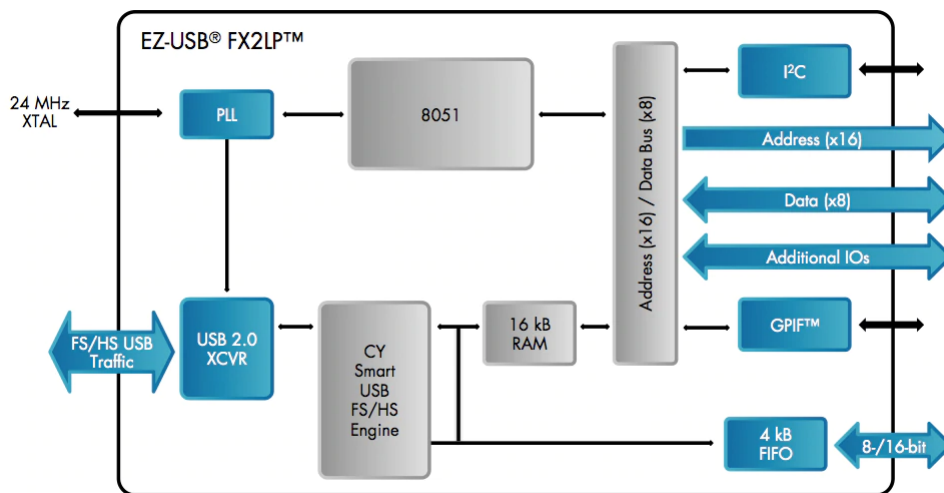 EZ-USB® FX2LP™
24 MHz
XTAL
PLL
8051
Address (x16) / Data Bus (x8)
I²C
Address (x16)
Data (x8)
Additional IOs
FS/HS USB
Traffic
USB 2.0
XCVR
CY
Smart
USB
FS/HS
Engine
16 kB
RAM
GPIF™
4 kB
FIFO
8-/16-bit